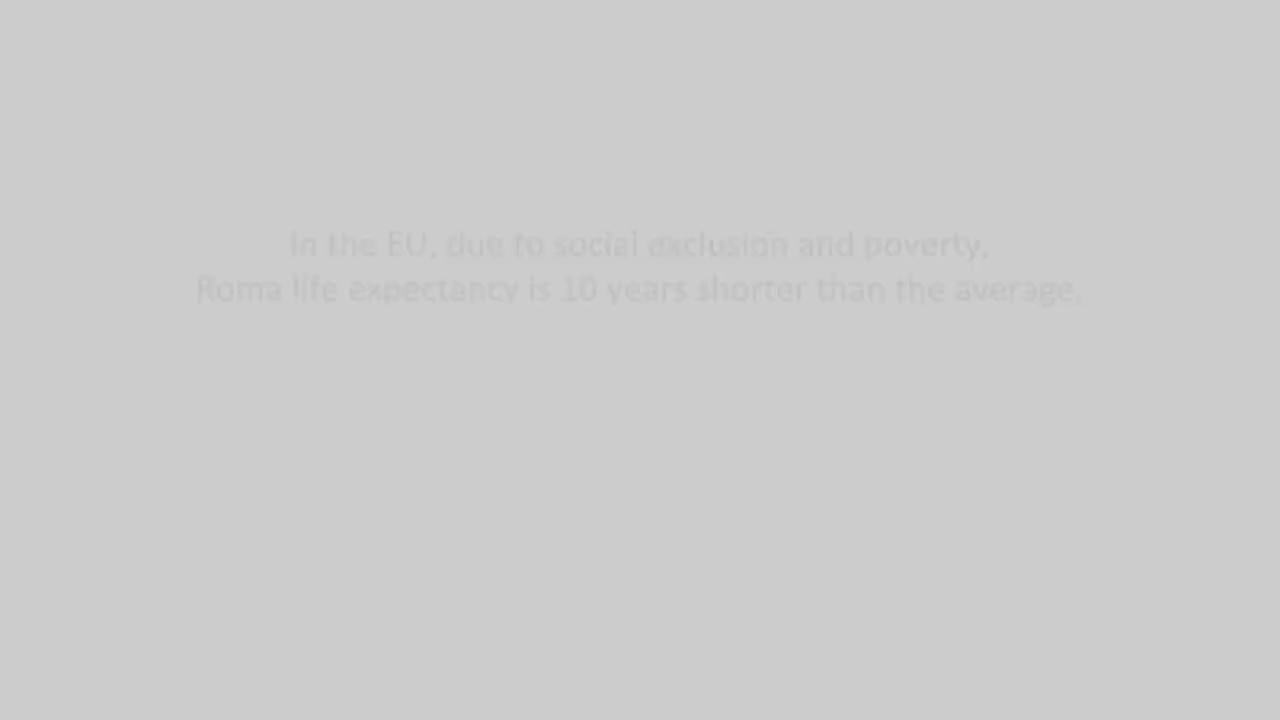 In the EU, due to social exclusion and poverty,
Roma life expectancy is 10 years shorter than the average.